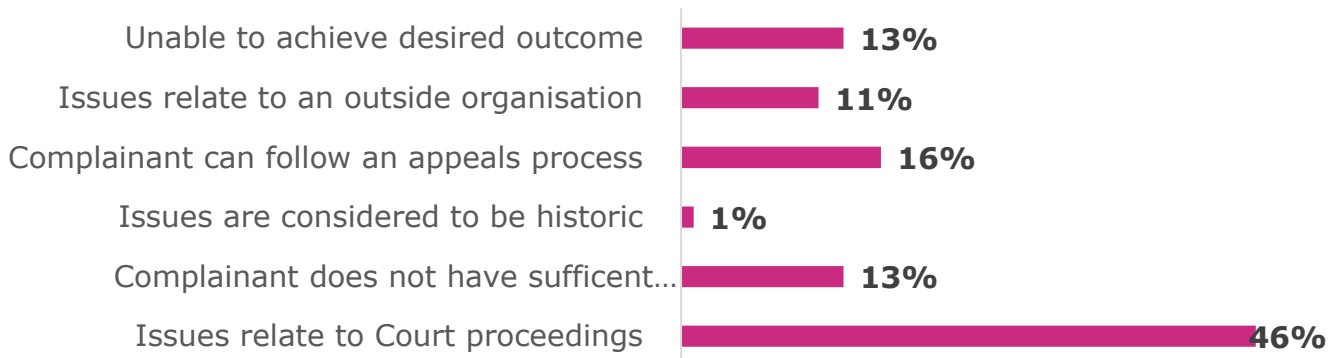 Unable to achieve desired outcome 13%
Issues relate to an outside organisation 11%
Complainant can follow an appeals process 16%
Issues are considered to be historic 1%
Complainant does not have sufficent... 13%
Issues relate to Court proceedings 46%